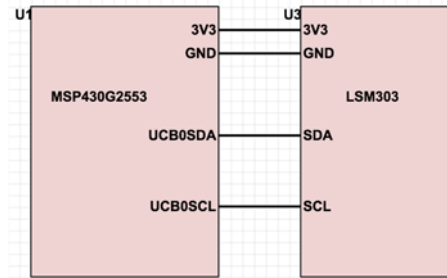 U1
U3
3V3
3V3
GND
GND
MSP430G2553
LSM303
UCB0SDA
SDA
UCB0SCL
SCL